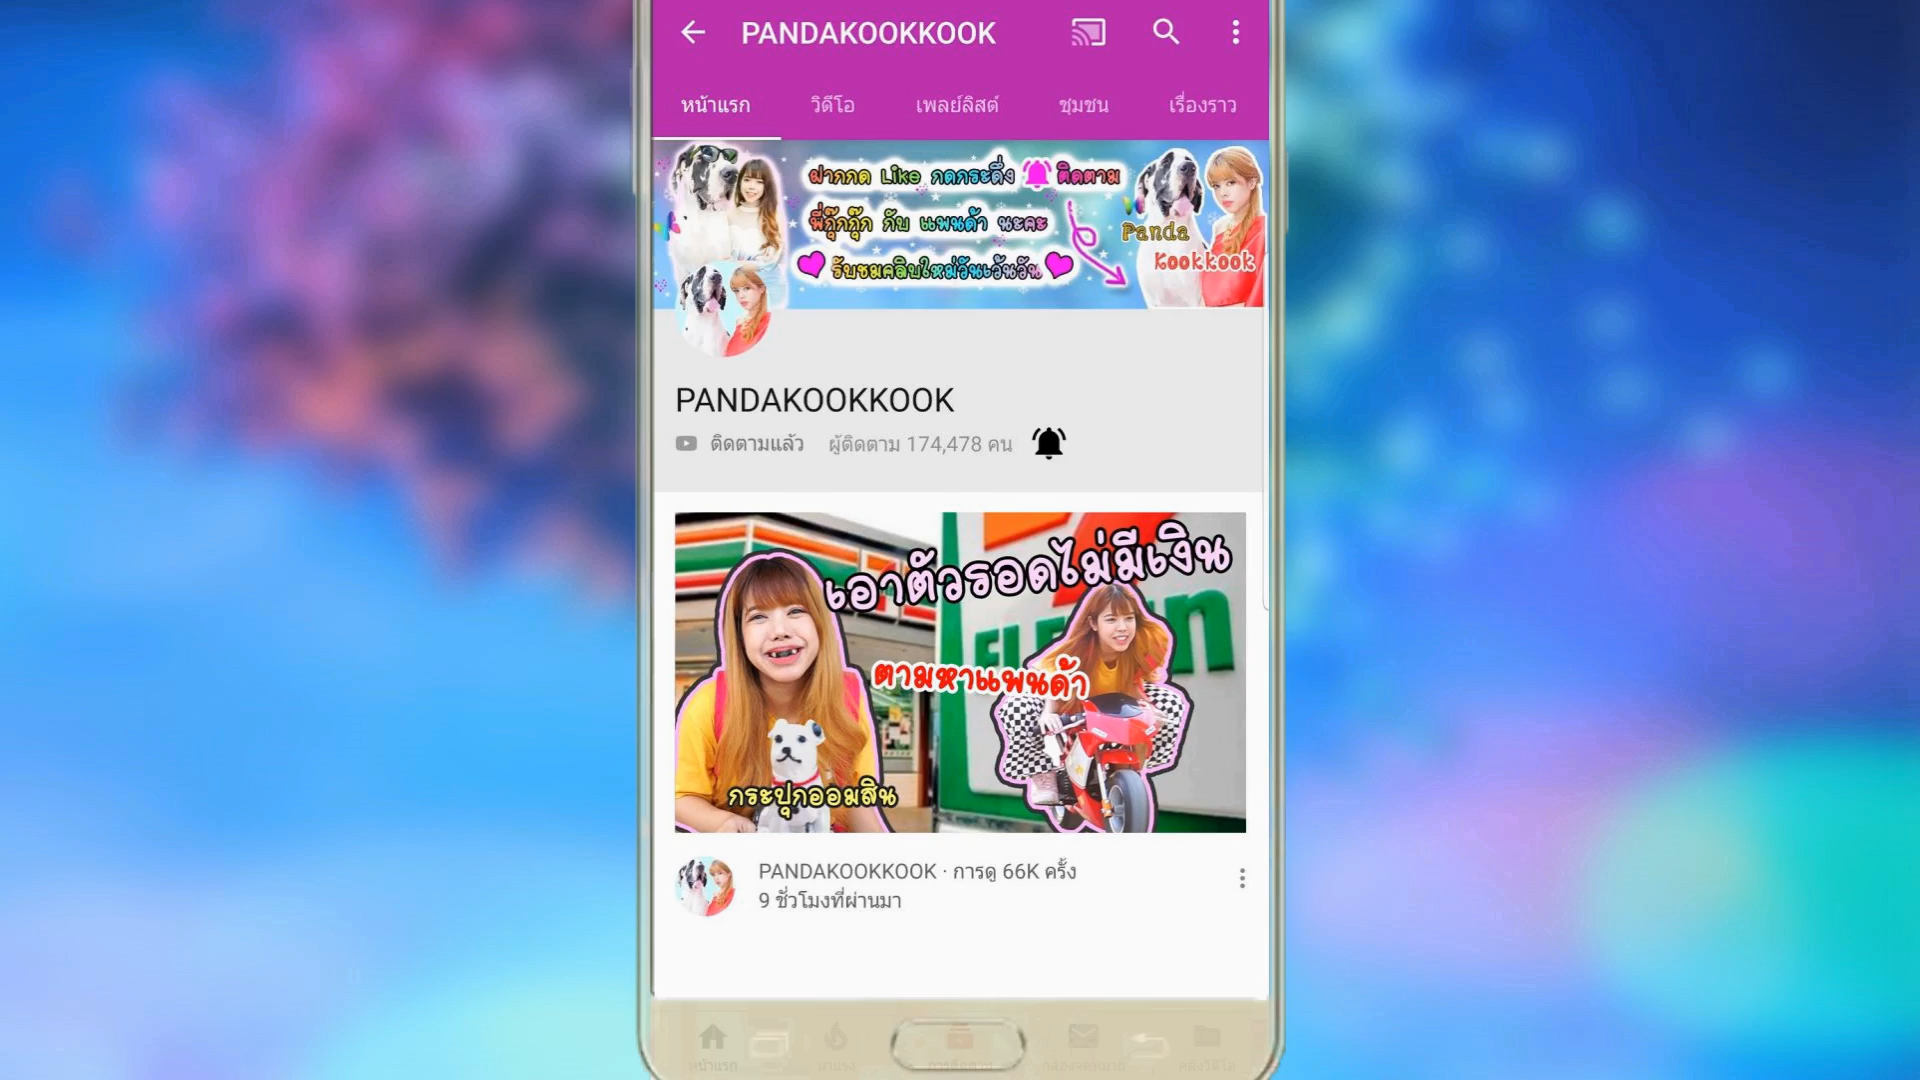 PANDAKOOKKOOK
หน้าแรก วิดีโอ เพลย์ลิสต์ ชุมชน เรื่องราว
ฝากกด Like กดกระดิ่ง ติดตาม
พี่กุ๊กกุ๊ก กับ แพนด้า นะคะ
รับชมคลิปใหม่วันเว้นวัน
Panda
Kookkook
PANDAKOOKKOOK
ติดตามแล้ว ผู้ติดตาม 174,478 คน
เอาตัวรอดไม่มีเงิน
ตามหาแพนด้า
กระปุกออมสิน
PANDAKOOKKOOK · การดู 66K ครั้ง
9 ชั่วโมงที่ผ่านมา
หน้าแรก